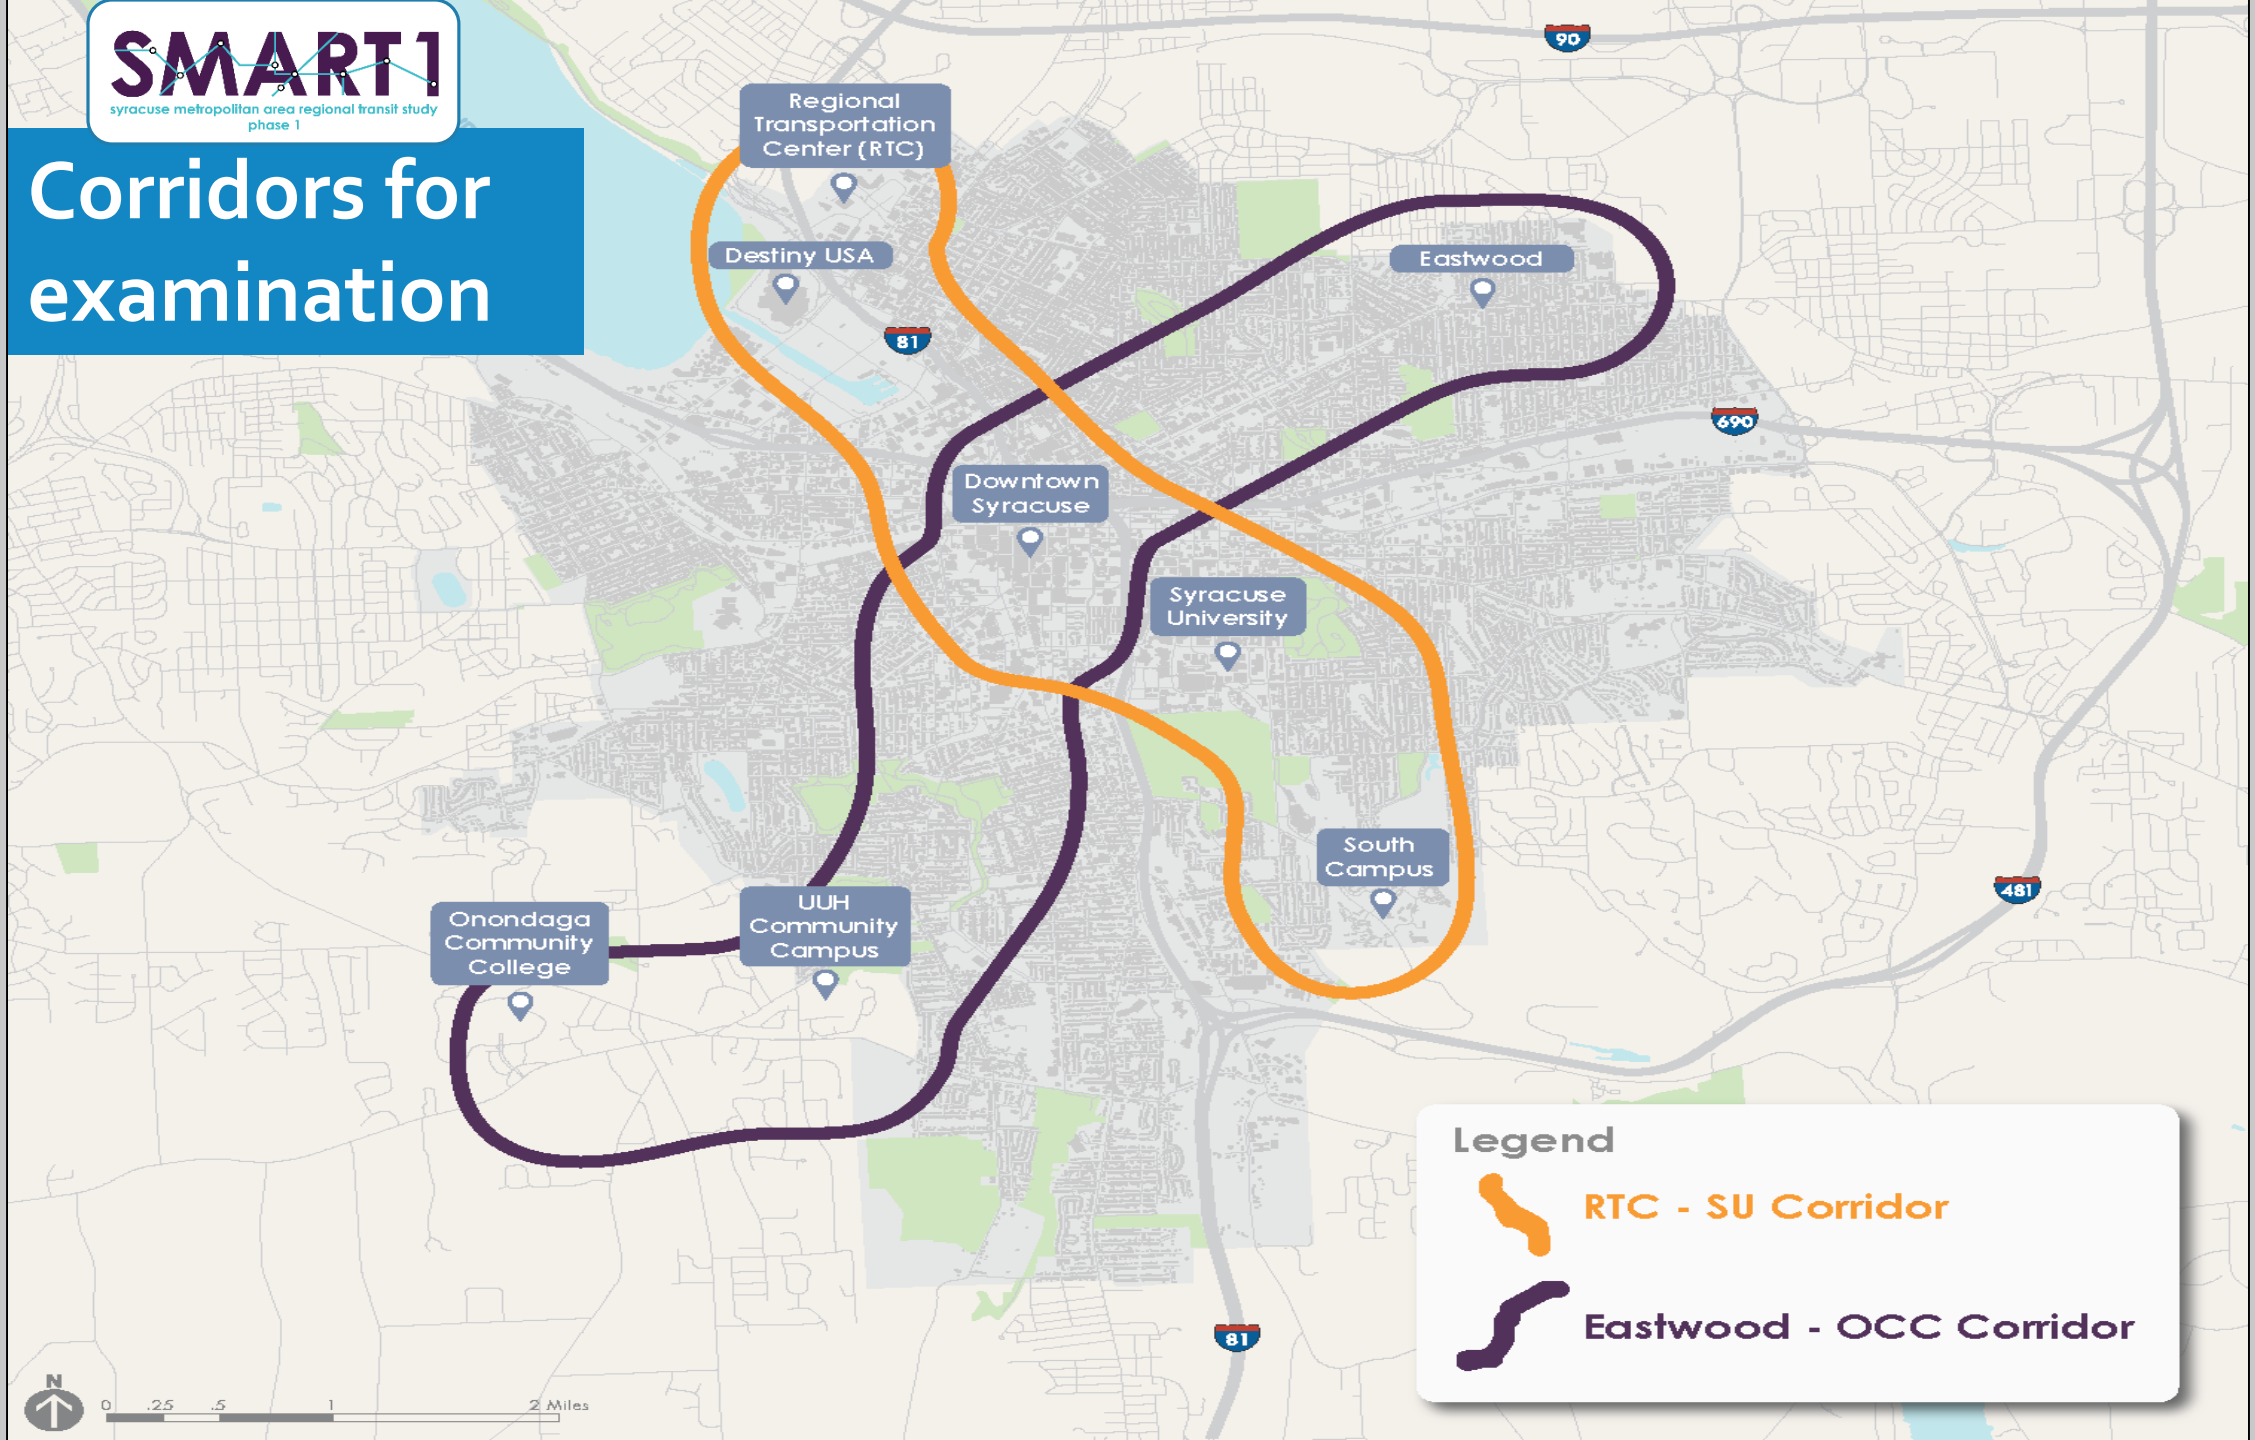 SMART1
syracuse metropolitan area regional transit study
phase 1
Corridors for
examination
90
Regional
Transportation
Center (RTC)
Destiny USA
Eastwood
81
690
Downtown
Syracuse
Syracuse
University
South
Campus
481
UUH
Community
Campus
Onondaga
Community
College
Legend
RTC - SU Corridor
Eastwood - OCC Corridor
81
N
0 .25 .5 1 2 Miles